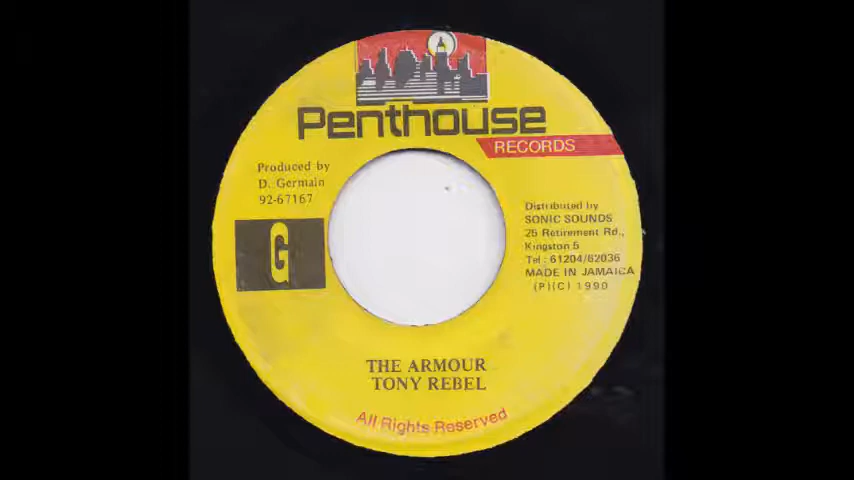 Penthouse
RECORDS
Produced by
D. Germain
92-67167
G
Distributed by
SONIC SOUNDS
25 Retirement Rd.,
Kingston 5
Tel: 61204/62036
MADE IN JAMAICA
(P)(C) 1990
THE ARMOUR
TONY REBEL
All Rights Reserved